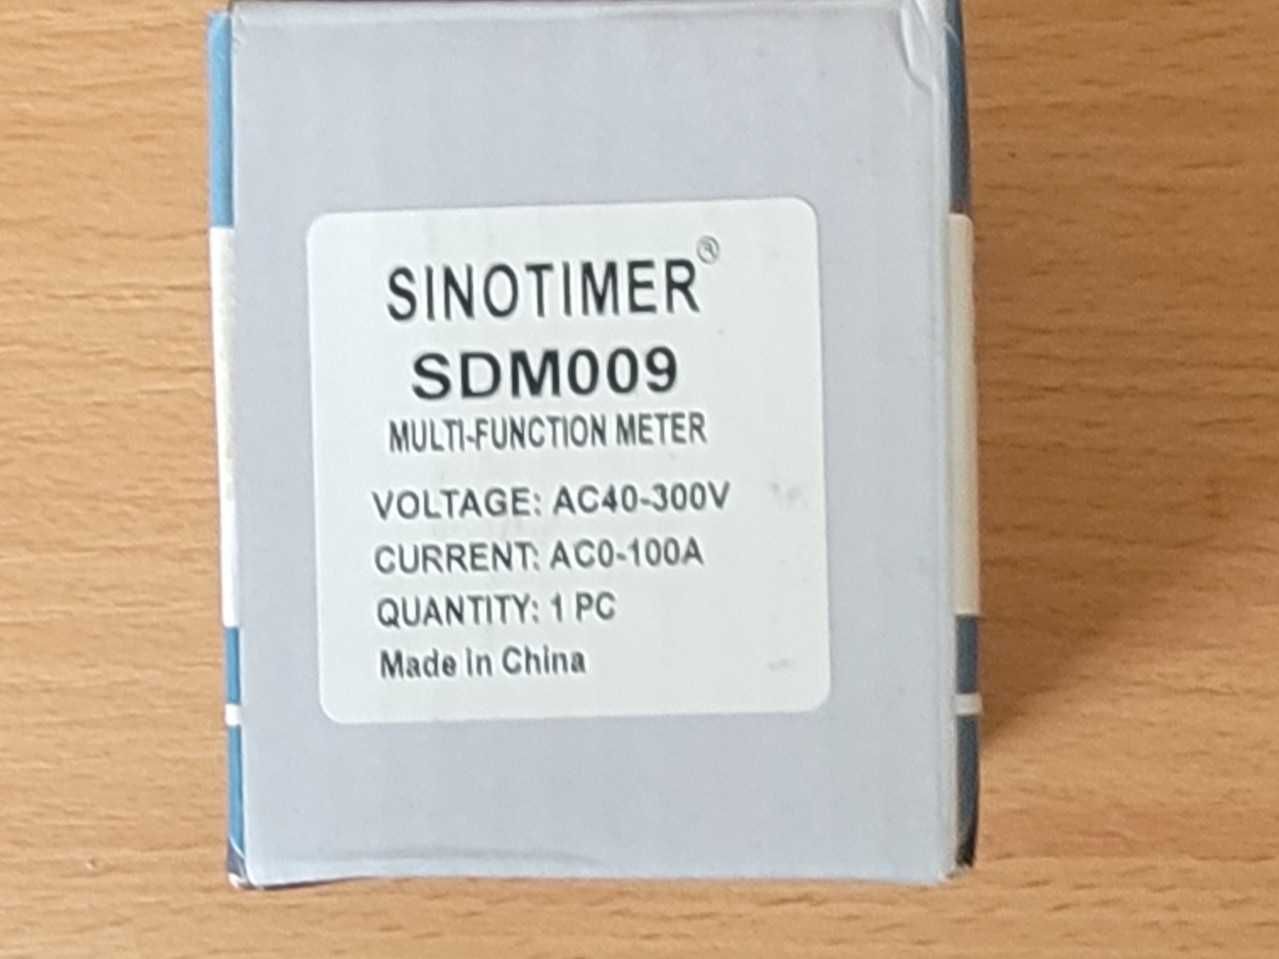 SINOTIMER®
SDM009
MULTI-FUNCTION METER
VOLTAGE: AC40-300V
CURRENT: AC0-100A
QUANTITY: 1 PC
Made in China